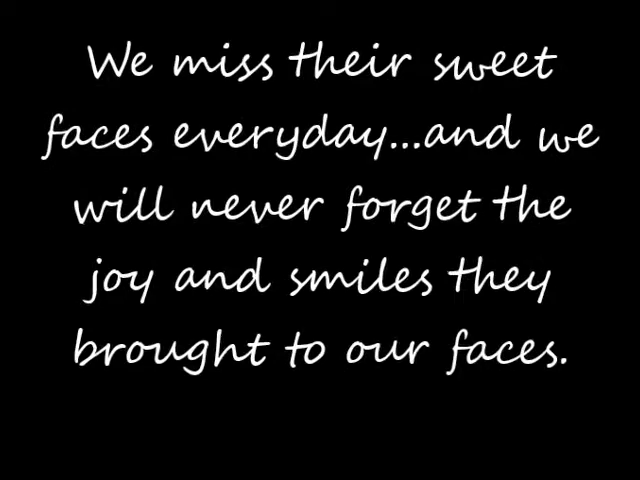 We miss their sweet
faces everyday...and we
will never forget the
joy and smiles they
brought to our faces.